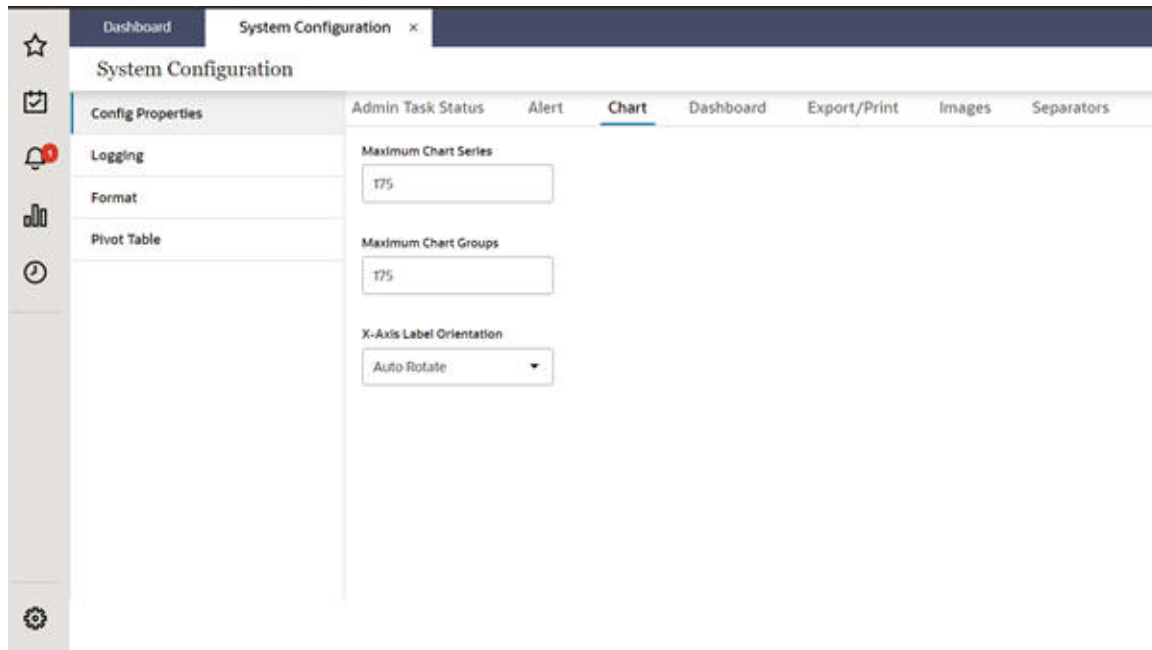 Dashboard
System Configuration ×
System Configuration
Config Properties
Logging
Format
Pivot Table
Admin Task Status Alert Chart Dashboard Export/Print Images Separators
Maximum Chart Series
175
Maximum Chart Groups
175
X-Axis Label Orientation
Auto Rotate